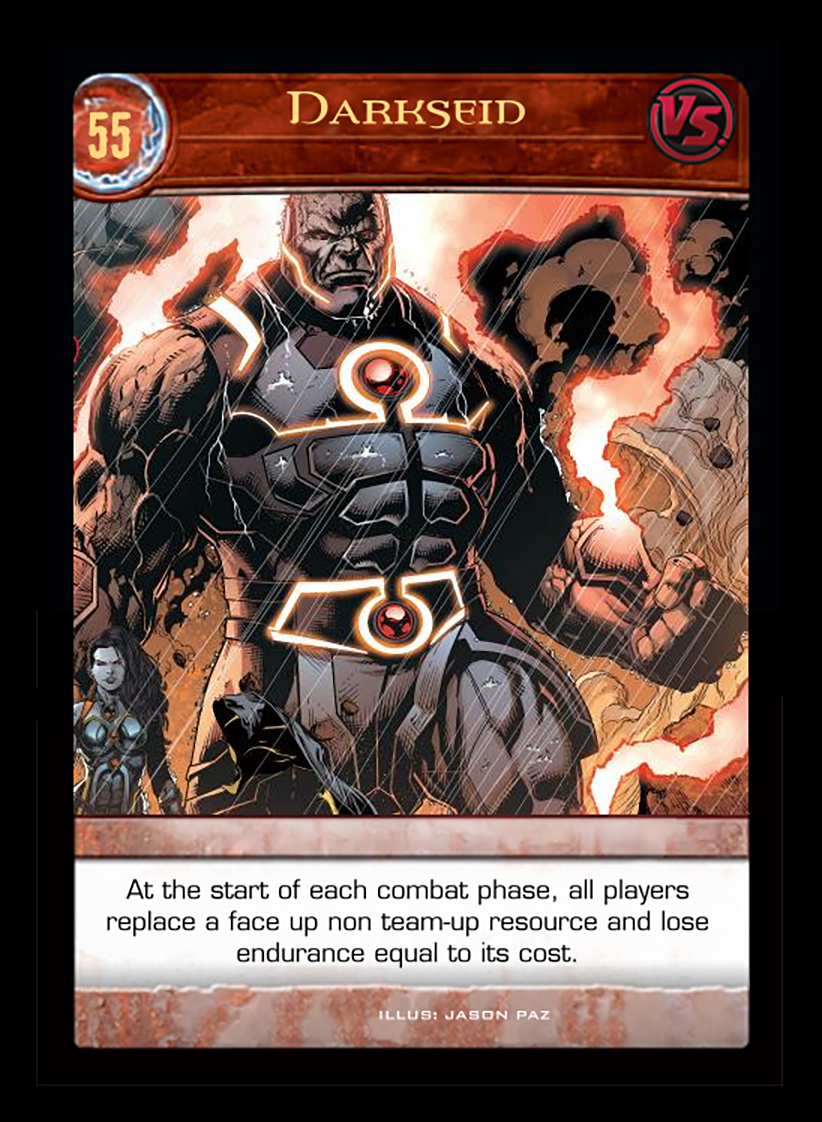 55
Darkseid
VS.
At the start of each combat phase, all players
replace a face up non team-up resource and lose
endurance equal to its cost.
ILLUS: JASON PAZ